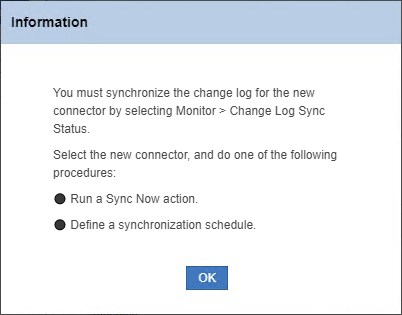 Information
You must synchronize the change log for the new
connector by selecting Monitor > Change Log Sync
Status.
Select the new connector, and do one of the following
procedures:
Run a Sync Now action.
Define a synchronization schedule.
OK